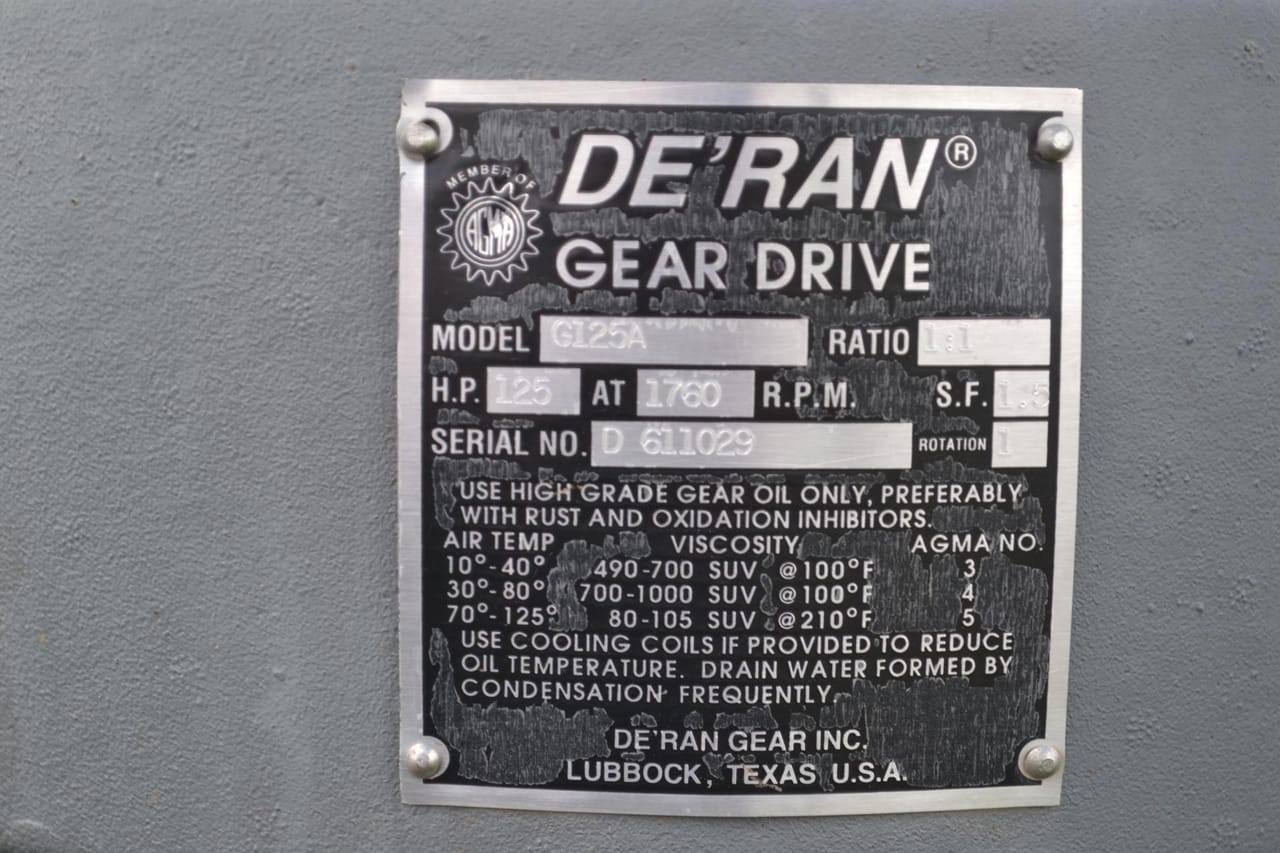 MEMBER OF
AGMA
DE'RAN®
GEAR DRIVE
MODEL G125A RATIO 1:1
H.P. 125 AT 1760 R.P.M. S.F. 1.5
SERIAL NO. D 611029 ROTATION 1
USE HIGH GRADE GEAR OIL ONLY, PREFERABLY
WITH RUST AND OXIDATION INHIBITORS.
AIR TEMP VISCOSITY AGMA NO.
10°-40° 490-700 SUV @100°F 3
30°-80° 700-1000 SUV @100°F 4
70°-125° 80-105 SUV @210°F 5
USE COOLING COILS IF PROVIDED TO REDUCE
OIL TEMPERATURE. DRAIN WATER FORMED BY
CONDENSATION FREQUENTLY.
DE'RAN GEAR INC.
LUBBOCK, TEXAS U.S.A.